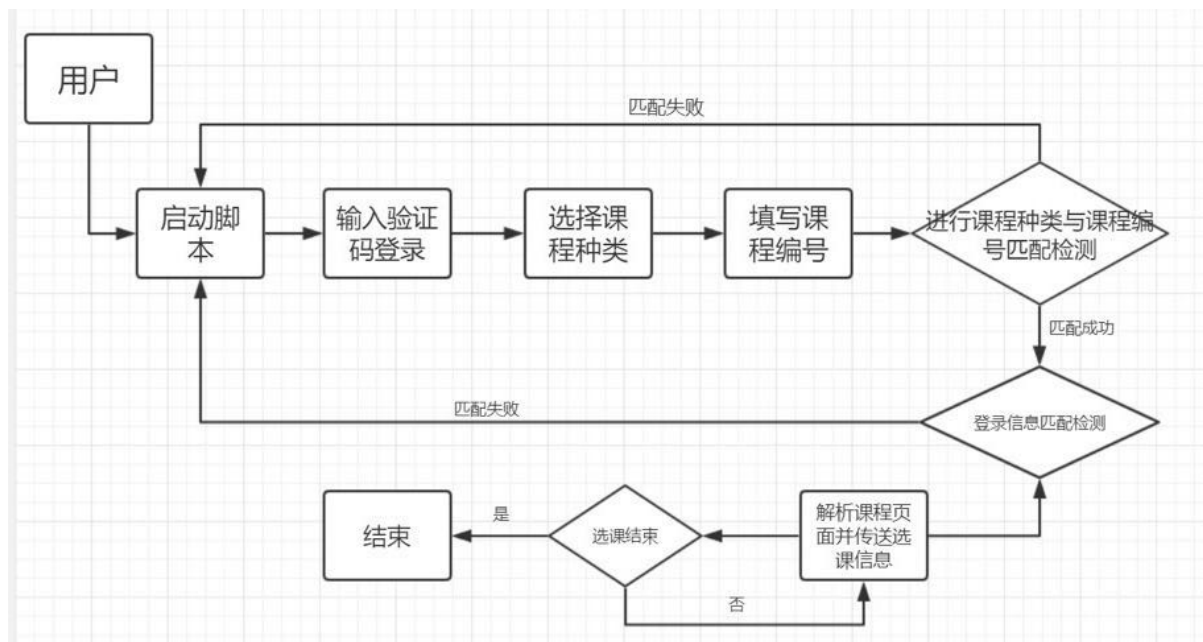 用户
匹配失败
启动脚
本
输入验证
码登录
选择课
程种类
填写课
程编号
进行课程种类与课程编
号匹配检测
匹配成功
匹配失败
登录信息匹配检测
结束
是
选课结束
解析课程页
面并传送选
课信息
否